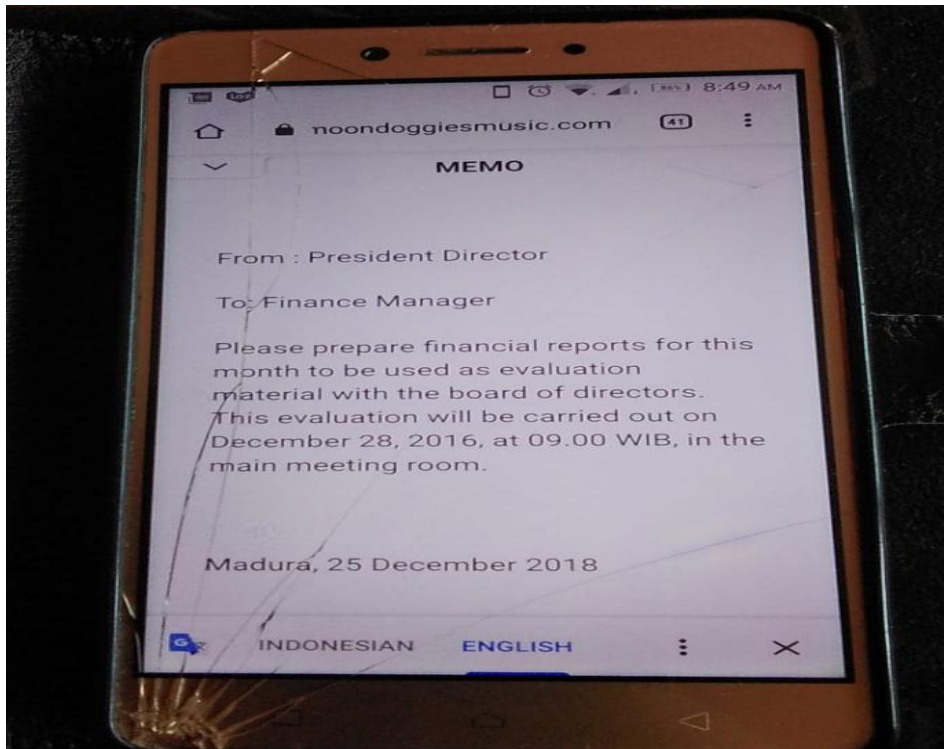 8:49 AM
noondoggiesmusic.com
41
MEMO
From : President Director
To: Finance Manager
Please prepare financial reports for this
month to be used as evaluation
material with the board of directors.
This evaluation will be carried out on
December 28, 2016, at 09.00 WIB, in the
main meeting room.
Madura, 25 December 2018
INDONESIAN ENGLISH